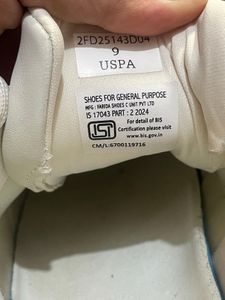 2FD25143D04
9
USPA
SHOES FOR GENERAL PURPOSE
MFG : FARIDA SHOES C UNIT PVT LTD
IS 17043 PART : 2 2024
For detail of BIS
Certification please visit
www.bis.gov.in
CM/L:6700119716